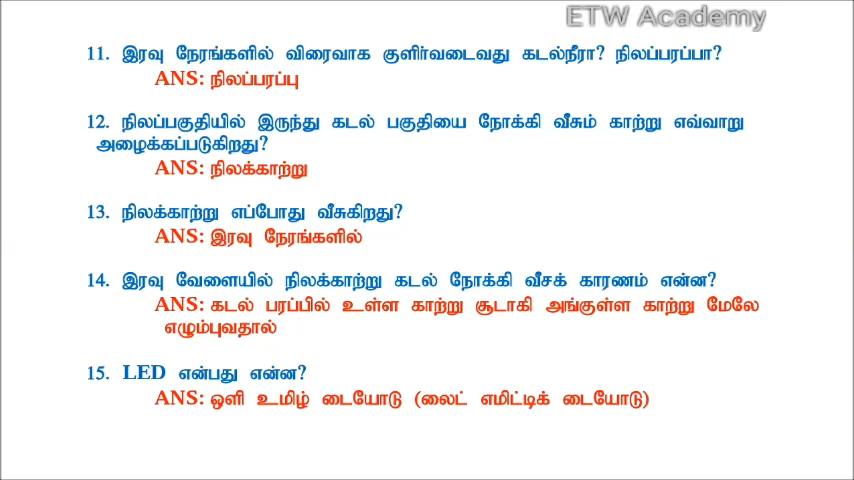 ETW Academy
11. இரவு நேரங்களில் விரைவாக குளிர்வடைவது கடல்நீரா? நிலப்பரப்பா?
ANS: நிலப்பரப்பு
12. நிலப்பகுதியில் இருந்து கடல் பகுதியை நோக்கி வீசும் காற்று எவ்வாறு
அழைக்கப்படுகிறது?
ANS: நிலக்காற்று
13. நிலக்காற்று எப்போது வீசுகிறது?
ANS: இரவு நேரங்களில்
14. இரவு வேளையில் நிலக்காற்று கடல் நோக்கி வீசக் காரணம் என்ன?
ANS: கடல் பரப்பில் உள்ள காற்று சூடாகி அங்குள்ள காற்று மேலே
எழும்புவதால்
15. LED என்பது என்ன?
ANS: ஒளி உமிழ் டையோடு (லைட் எமிட்டிக் டையோடு)